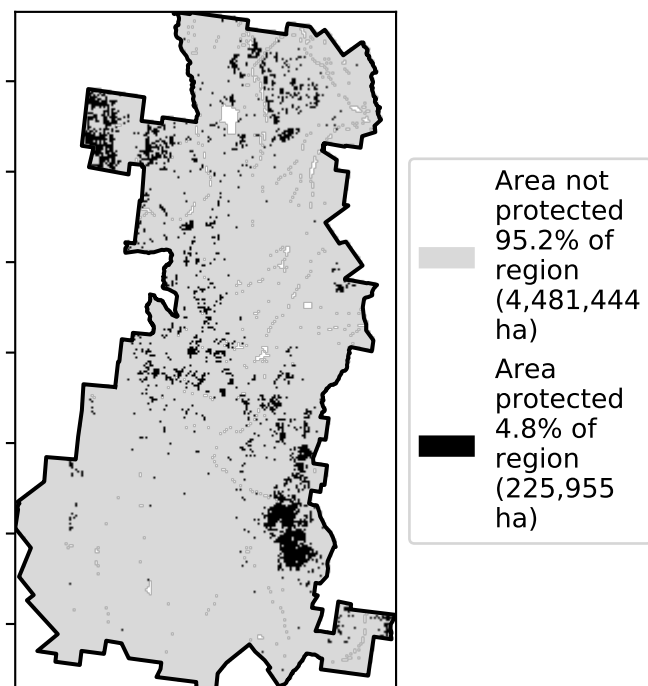 Area not
protected
95.2% of
region
(4,481,444
ha)
Area
protected
4.8% of
region
(225,955
ha)